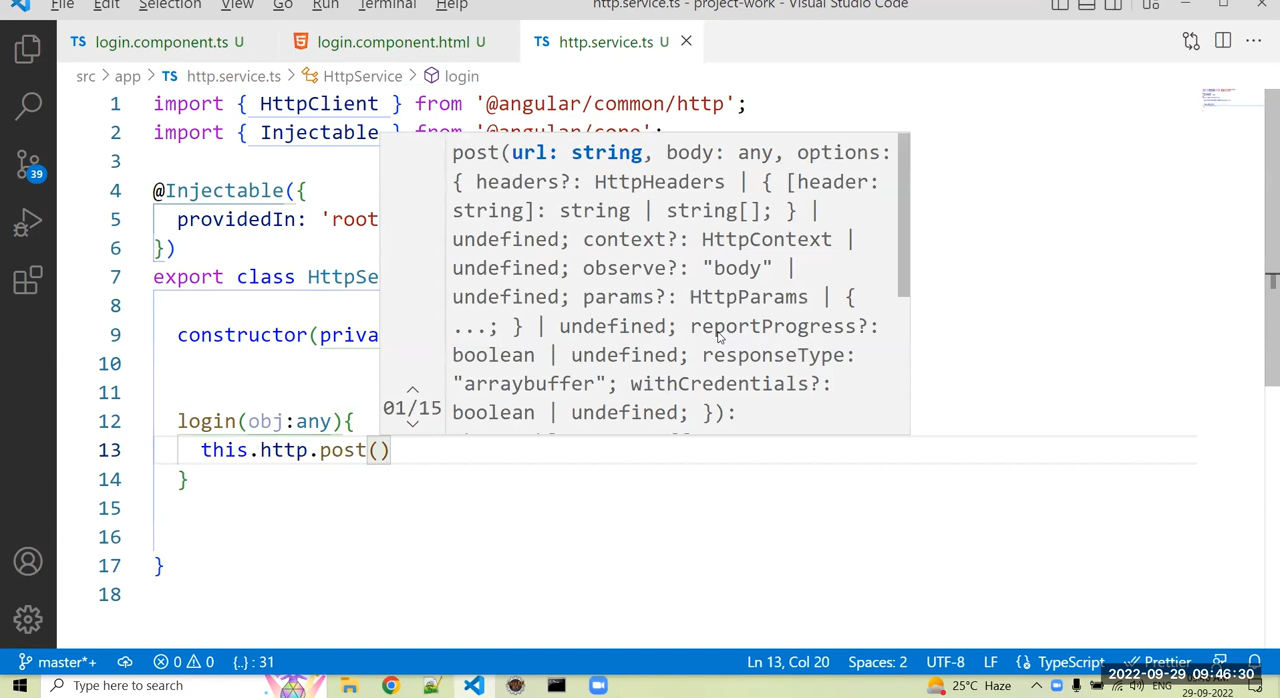 File Edit Selection View Go Run Terminal Help http.service.ts - project-work - Visual Studio Code
TS login.component.ts U login.component.html U TS http.service.ts U
src > app > TS http.service.ts > HttpService > login
1 import { HttpClient } from '@angular/common/http';
2 import { Injectable } from '@angular/core';
3
4 @Injectable({
5 providedIn: 'root
6 })
7 export class HttpSe
8
9 constructor(priva
10
11
12 login(obj:any){
13 this.http.post()
14 }
15
16
17 }
18
post(url: string, body: any, options:
{ headers?: HttpHeaders | { [header:
string]: string | string[]; } |
undefined; context?: HttpContext |
undefined; observe?: "body" |
undefined; params?: HttpParams | {
...; } | undefined; reportProgress?:
boolean | undefined; responseType:
"arraybuffer"; withCredentials?:
boolean | undefined; }):
01/15
39
master*+ 0 0 {..} : 31 Ln 13, Col 20 Spaces: 2 UTF-8 LF TypeScript Prettier
2022-09-29 09:46:30
Type here to search 25°C Haze ENG
29-09-2022